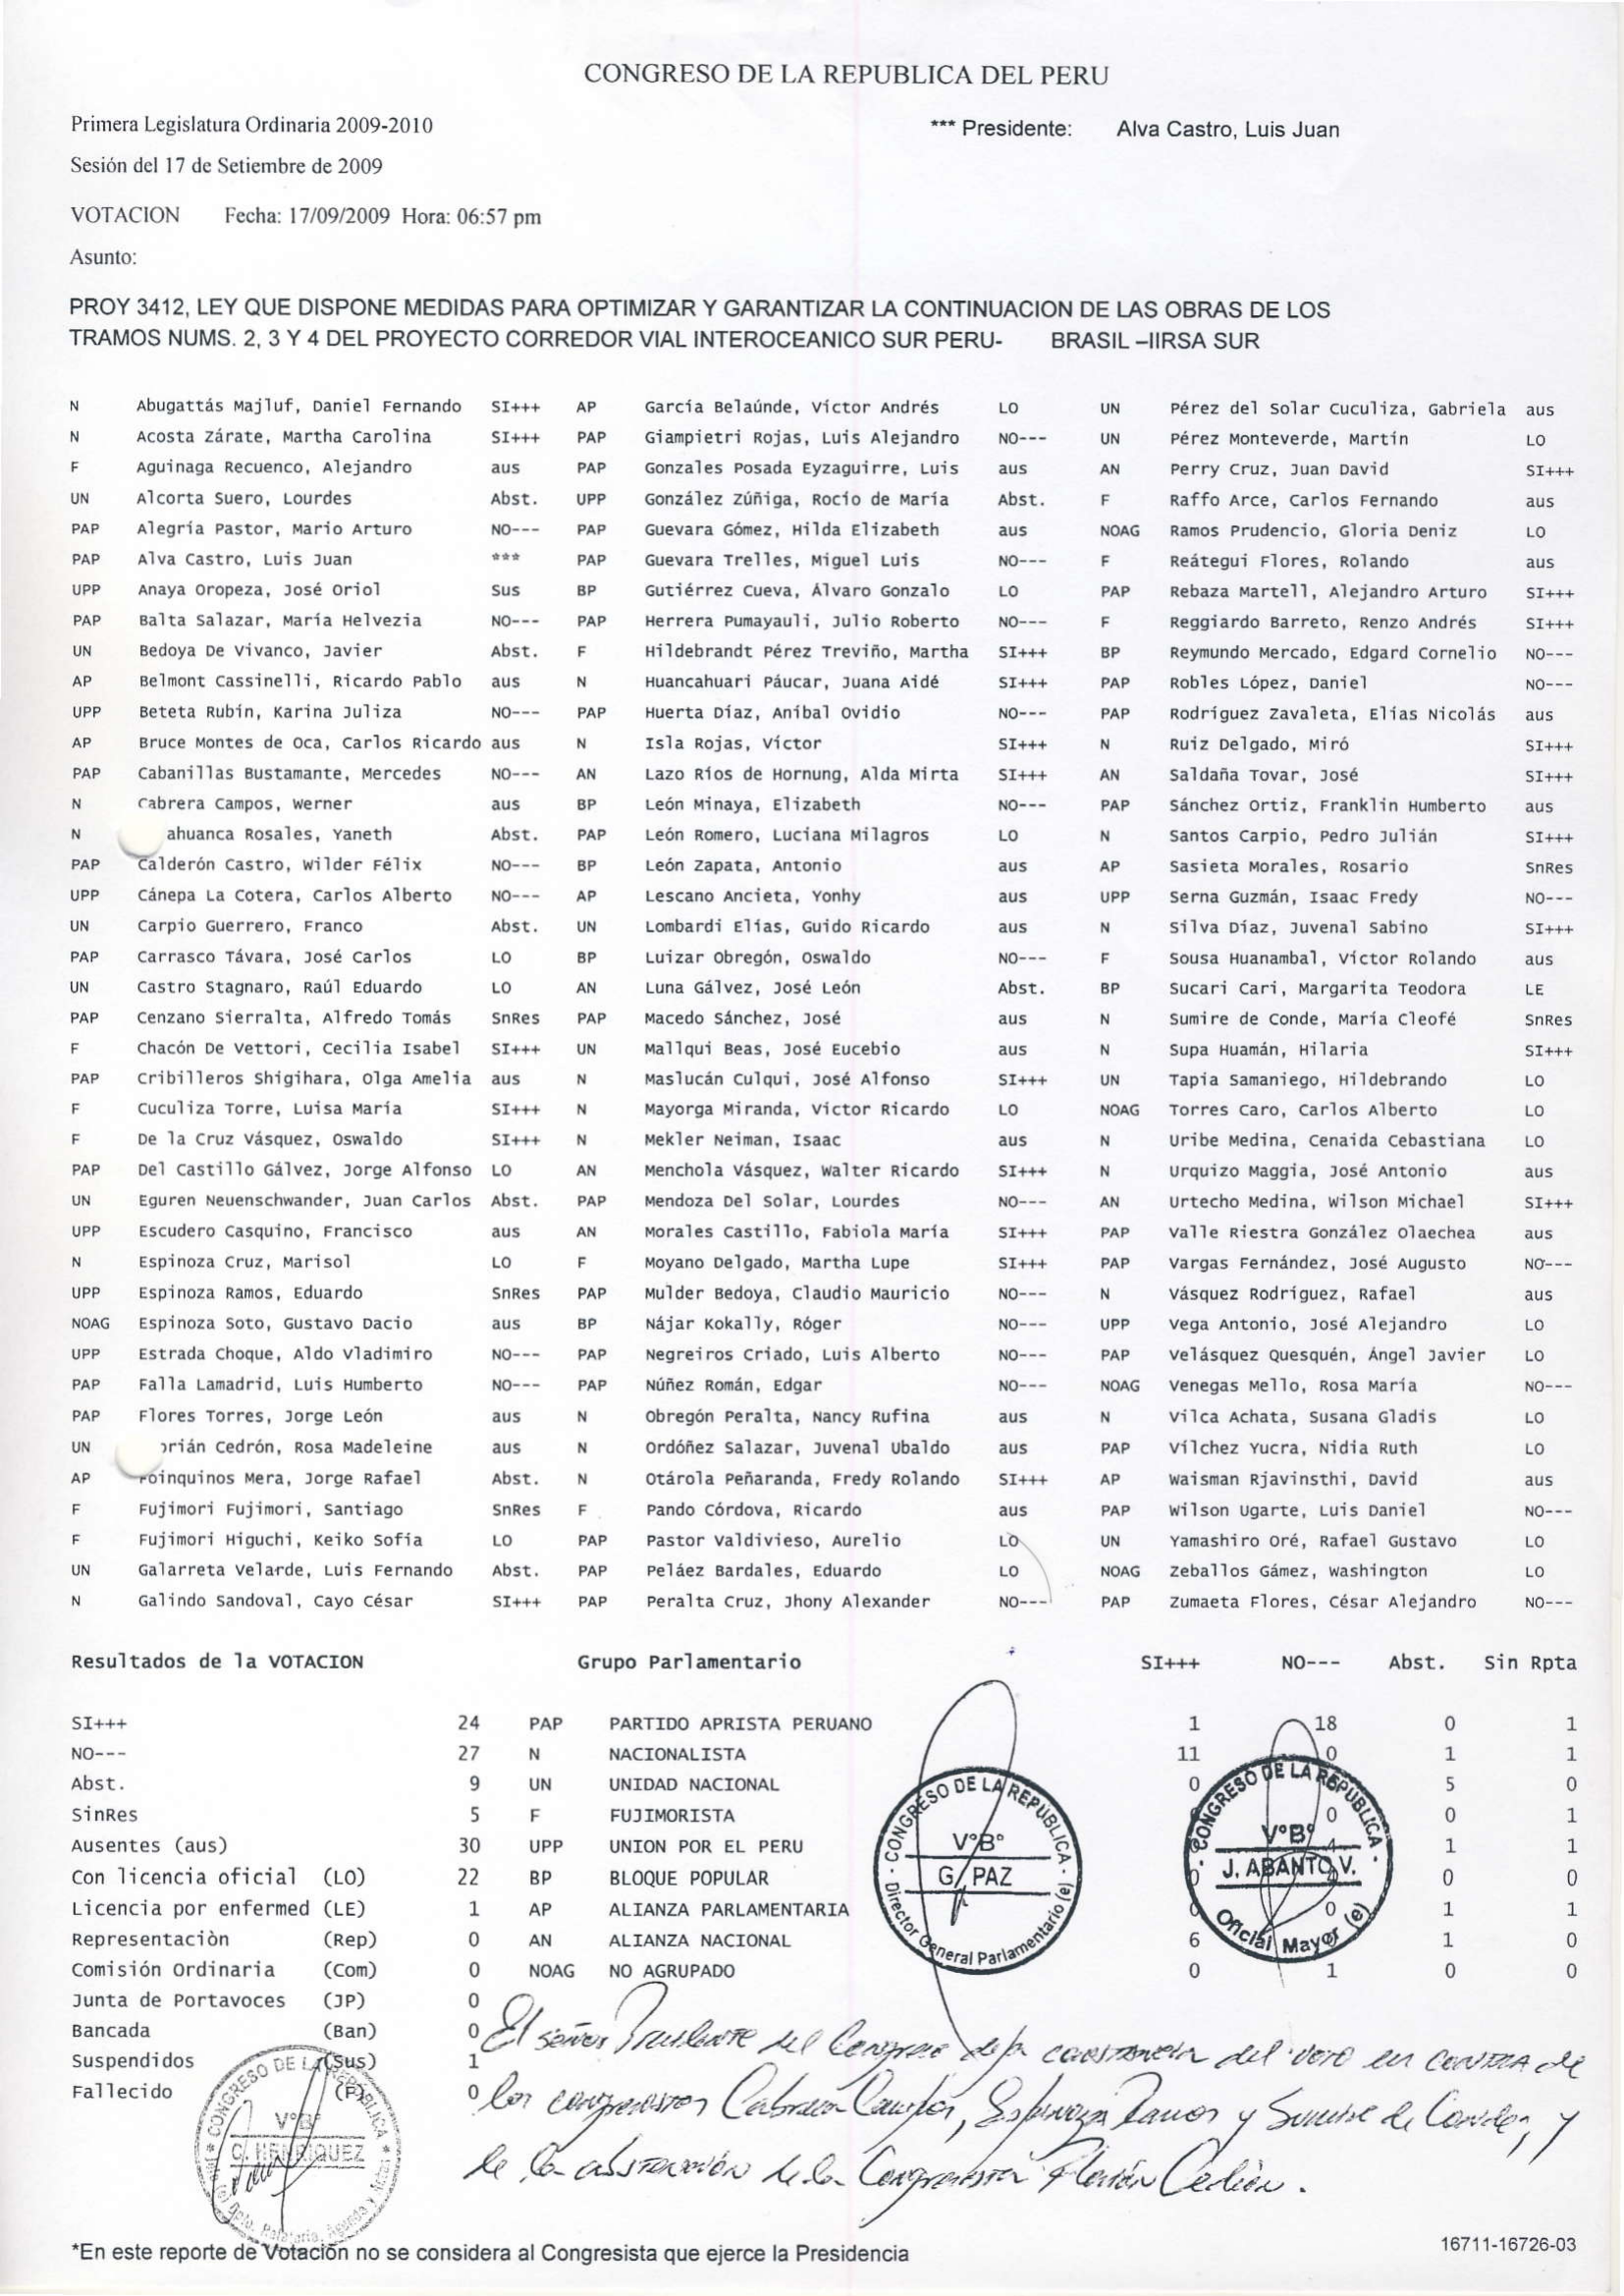 CONGRESO DE LA REPUBLICA DEL PERU
Primera Legislatura Ordinaria 2009-2010 *** Presidente: Alva Castro, Luis Juan
Sesión del 17 de Setiembre de 2009
VOTACION Fecha: 17/09/2009 Hora: 06:57 pm
Asunto:
PROY 3412, LEY QUE DISPONE MEDIDAS PARA OPTIMIZAR Y GARANTIZAR LA CONTINUACION DE LAS OBRAS DE LOS
TRAMOS NUMS. 2, 3 Y 4 DEL PROYECTO CORREDOR VIAL INTEROCEANICO SUR PERU- BRASIL –IIRSA SUR
N Abugattás Majluf, Daniel Fernando SI+++ AP García Belaúnde, Víctor Andrés LO UN Pérez del Solar Cuculiza, Gabriela aus
N Acosta Zárate, Martha Carolina SI+++ PAP Giampietri Rojas, Luis Alejandro NO--- UN Pérez Monteverde, Martín LO
F Aguinaga Recuenco, Alejandro aus PAP Gonzales Posada Eyzaguirre, Luis aus AN Perry Cruz, Juan David SI+++
UN Alcorta Suero, Lourdes Abst. UPP González Zúñiga, Rocío de María Abst. F Raffo Arce, Carlos Fernando aus
PAP Alegría Pastor, Mario Arturo NO--- PAP Guevara Gómez, Hilda Elizabeth aus NOAG Ramos Prudencio, Gloria Deniz LO
PAP Alva Castro, Luis Juan *** PAP Guevara Trelles, Miguel Luis NO--- F Reátegui Flores, Rolando aus
UPP Anaya Oropeza, José Oriol Sus BP Gutiérrez Cueva, Álvaro Gonzalo LO PAP Rebaza Martell, Alejandro Arturo SI+++
PAP Balta Salazar, María Helvezia NO--- PAP Herrera Pumayauli, Julio Roberto NO--- F Reggiardo Barreto, Renzo Andrés SI+++
UN Bedoya De Vivanco, Javier Abst. F Hildebrandt Pérez Treviño, Martha SI+++ BP Reymundo Mercado, Edgard Cornelio NO---
AP Belmont Cassinelli, Ricardo Pablo aus N Huancahuari Páucar, Juana Aidé SI+++ PAP Robles López, Daniel NO---
UPP Beteta Rubín, Karina Juliza NO--- PAP Huerta Díaz, Aníbal Ovidio NO--- PAP Rodríguez Zavaleta, Elías Nicolás aus
AP Bruce Montes de Oca, Carlos Ricardo aus N Isla Rojas, Víctor SI+++ N Ruiz Delgado, Miró SI+++
PAP Cabanillas Bustamante, Mercedes NO--- AN Lazo Ríos de Hornung, Alda Mirta SI+++ AN Saldaña Tovar, José SI+++
N Cabrera Campos, Werner aus BP León Minaya, Elizabeth NO--- PAP Sánchez Ortiz, Franklin Humberto aus
N ahuanca Rosales, Yaneth Abst. PAP León Romero, Luciana Milagros LO N Santos Carpio, Pedro Julián SI+++
PAP Calderón Castro, Wilder Félix NO--- BP León Zapata, Antonio aus AP Sasieta Morales, Rosario SnRes
UPP Cánepa La Cotera, Carlos Alberto NO--- AP Lescano Ancieta, Yonhy aus UPP Serna Guzmán, Isaac Fredy NO---
UN Carpio Guerrero, Franco Abst. UN Lombardi Elías, Guido Ricardo aus N Silva Díaz, Juvenal Sabino SI+++
PAP Carrasco Távara, José Carlos LO BP Luizar Obregón, Oswaldo NO--- F Sousa Huanambal, Víctor Rolando aus
UN Castro Stagnaro, Raúl Eduardo LO AN Luna Gálvez, José León Abst. BP Sucari Cari, Margarita Teodora LE
PAP Cenzano Sierralta, Alfredo Tomás SnRes PAP Macedo Sánchez, José aus N Sumire de Conde, María Cleofé SnRes
F Chacón De Vettori, Cecilia Isabel SI+++ UN Mallqui Beas, José Eucebio aus N Supa Huamán, Hilaria SI+++
PAP Cribilleros Shigihara, Olga Amelia aus N Maslucán Culqui, José Alfonso SI+++ UN Tapia Samaniego, Hildebrando LO
F Cuculiza Torre, Luisa María SI+++ N Mayorga Miranda, Víctor Ricardo LO NOAG Torres Caro, Carlos Alberto LO
F De la Cruz Vásquez, Oswaldo SI+++ N Mekler Neiman, Isaac aus N Uribe Medina, Cenaida Cebastiana LO
PAP Del Castillo Gálvez, Jorge Alfonso LO AN Menchola Vásquez, Walter Ricardo SI+++ N Urquizo Maggia, José Antonio aus
UN Eguren Neuenschwander, Juan Carlos Abst. PAP Mendoza Del Solar, Lourdes NO--- AN Urtecho Medina, Wilson Michael SI+++
UPP Escudero Casquino, Francisco aus AN Morales Castillo, Fabiola María SI+++ PAP Valle Riestra González Olaechea aus
N Espinoza Cruz, Marisol LO F Moyano Delgado, Martha Lupe SI+++ PAP Vargas Fernández, José Augusto NO---
UPP Espinoza Ramos, Eduardo SnRes PAP Mulder Bedoya, Claudio Mauricio NO--- N Vásquez Rodríguez, Rafael aus
NOAG Espinoza Soto, Gustavo Dacio aus BP Nájar Kokally, Róger NO--- UPP Vega Antonio, José Alejandro LO
UPP Estrada Choque, Aldo Vladimiro NO--- PAP Negreiros Criado, Luis Alberto NO--- PAP Velásquez Quesquén, Ángel Javier LO
PAP Falla Lamadrid, Luis Humberto NO--- PAP Núñez Román, Edgar NO--- NOAG Venegas Mello, Rosa María NO---
PAP Flores Torres, Jorge León aus N Obregón Peralta, Nancy Rufina aus N Vilca Achata, Susana Gladis LO
UN rián Cedrón, Rosa Madeleine aus N Ordóñez Salazar, Juvenal Ubaldo aus PAP Vílchez Yucra, Nidia Ruth LO
AP Foinquinos Mera, Jorge Rafael Abst. N Otárola Peñaranda, Fredy Rolando SI+++ AP Waisman Rjavinsthi, David aus
F Fujimori Fujimori, Santiago SnRes F Pando Córdova, Ricardo aus PAP Wilson Ugarte, Luis Daniel NO---
F Fujimori Higuchi, Keiko Sofía LO PAP Pastor Valdivieso, Aurelio LO UN Yamashiro Oré, Rafael Gustavo LO
UN Galarreta Velarde, Luis Fernando Abst. PAP Peláez Bardales, Eduardo LO NOAG Zeballos Gámez, Washington LO
N Galindo Sandoval, Cayo César SI+++ PAP Peralta Cruz, Jhony Alexander NO--- PAP Zumaeta Flores, César Alejandro NO---
Resultados de la VOTACION Grupo Parlamentario SI+++ NO--- Abst. Sin Rpta
SI+++ 24 PAP PARTIDO APRISTA PERUANO 1 18 0 1
NO--- 27 N NACIONALISTA 11 0 1 1
Abst. 9 UN UNIDAD NACIONAL 0 5 0
SinRes 5 F FUJIMORISTA 0 0 1
Ausentes (aus) 30 UPP UNION POR EL PERU 4 1 1
Con licencia oficial (LO) 22 BP BLOQUE POPULAR 0 0 0
Licencia por enfermed (LE) 1 AP ALIANZA PARLAMENTARIA 0 0 1 1
Representaciòn (Rep) 0 AN ALIANZA NACIONAL 6 1 0
Comisión Ordinaria (Com) 0 NOAG NO AGRUPADO 0 1 0 0
Junta de Portavoces (JP) 0
Bancada (Ban) 0
Suspendidos (Sus) 1
Fallecido (F) 0
CONGRESO DE LA REPÚBLICA
V°B°
G. PAZ
Director General Parlamentario (e)
CONGRESO DE LA REPÚBLICA
V°B°
J. ABANTO V.
Oficial Mayor (e)
El señor Presidente del Congreso deja constancia del voto en contra de
los congresistas Cabrera Campos, Espinoza Ramos y Sumire de Conde, y
de la abstención de la Congresista Florián Cedrón.
CONGRESO DE LA REPÚBLICA
V°B°
C. HENRIQUEZ
*En este reporte de Votación no se considera al Congresista que ejerce la Presidencia
16711-16726-03